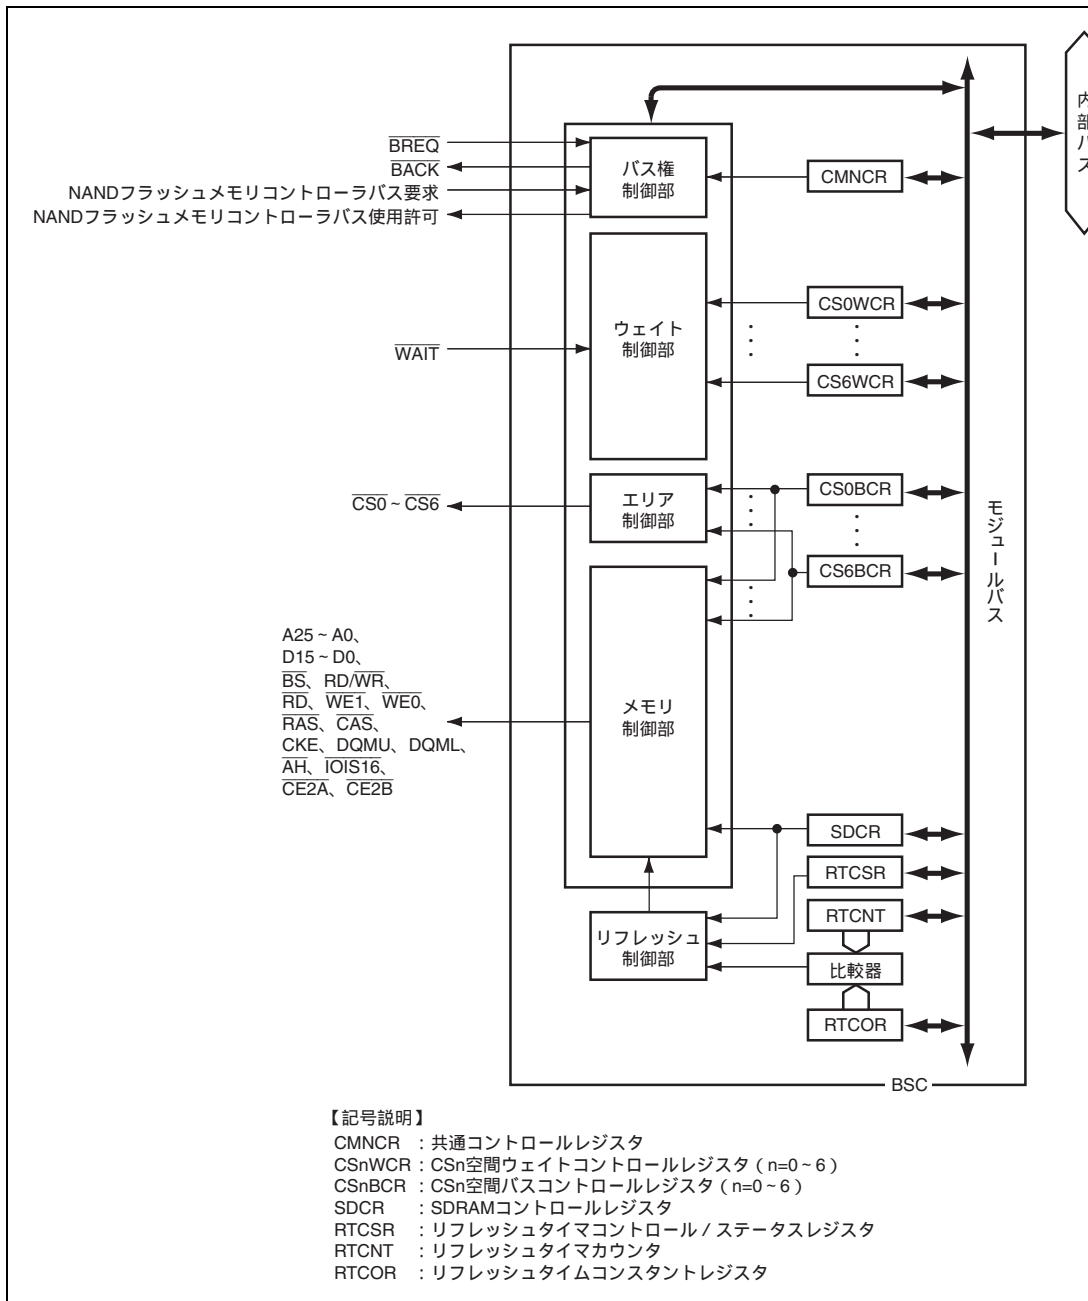 BREQ
BACK
NANDフラッシュメモリコントローラバス要求
NANDフラッシュメモリコントローラバス使用許可
バス権
制御部
CMNCR
内部バス
WAIT
ウェイト
制御部
CS0WCR
CS6WCR
CS0~CS6
エリア
制御部
CS0BCR
CS6BCR
モジュールバス
A25~A0、
D15~D0、
BS、RD/WR、
RD、WE1、WE0、
RAS、CAS、
CKE、DQMU、DQML、
AH、IOIS16、
CE2A、CE2B
メモリ
制御部
SDCR
RTCSR
RTCNT
リフレッシュ
制御部
比較器
RTCOR
BSC
【記号説明】
CMNCR :共通コントロールレジスタ
CSnWCR :CSn空間ウェイトコントロールレジスタ(n=0~6)
CSnBCR :CSn空間バスコントロールレジスタ(n=0~6)
SDCR :SDRAMコントロールレジスタ
RTCSR :リフレッシュタイマコントロール/ステータスレジスタ
RTCNT :リフレッシュタイマカウンタ
RTCOR :リフレッシュタイムコンスタントレジスタ